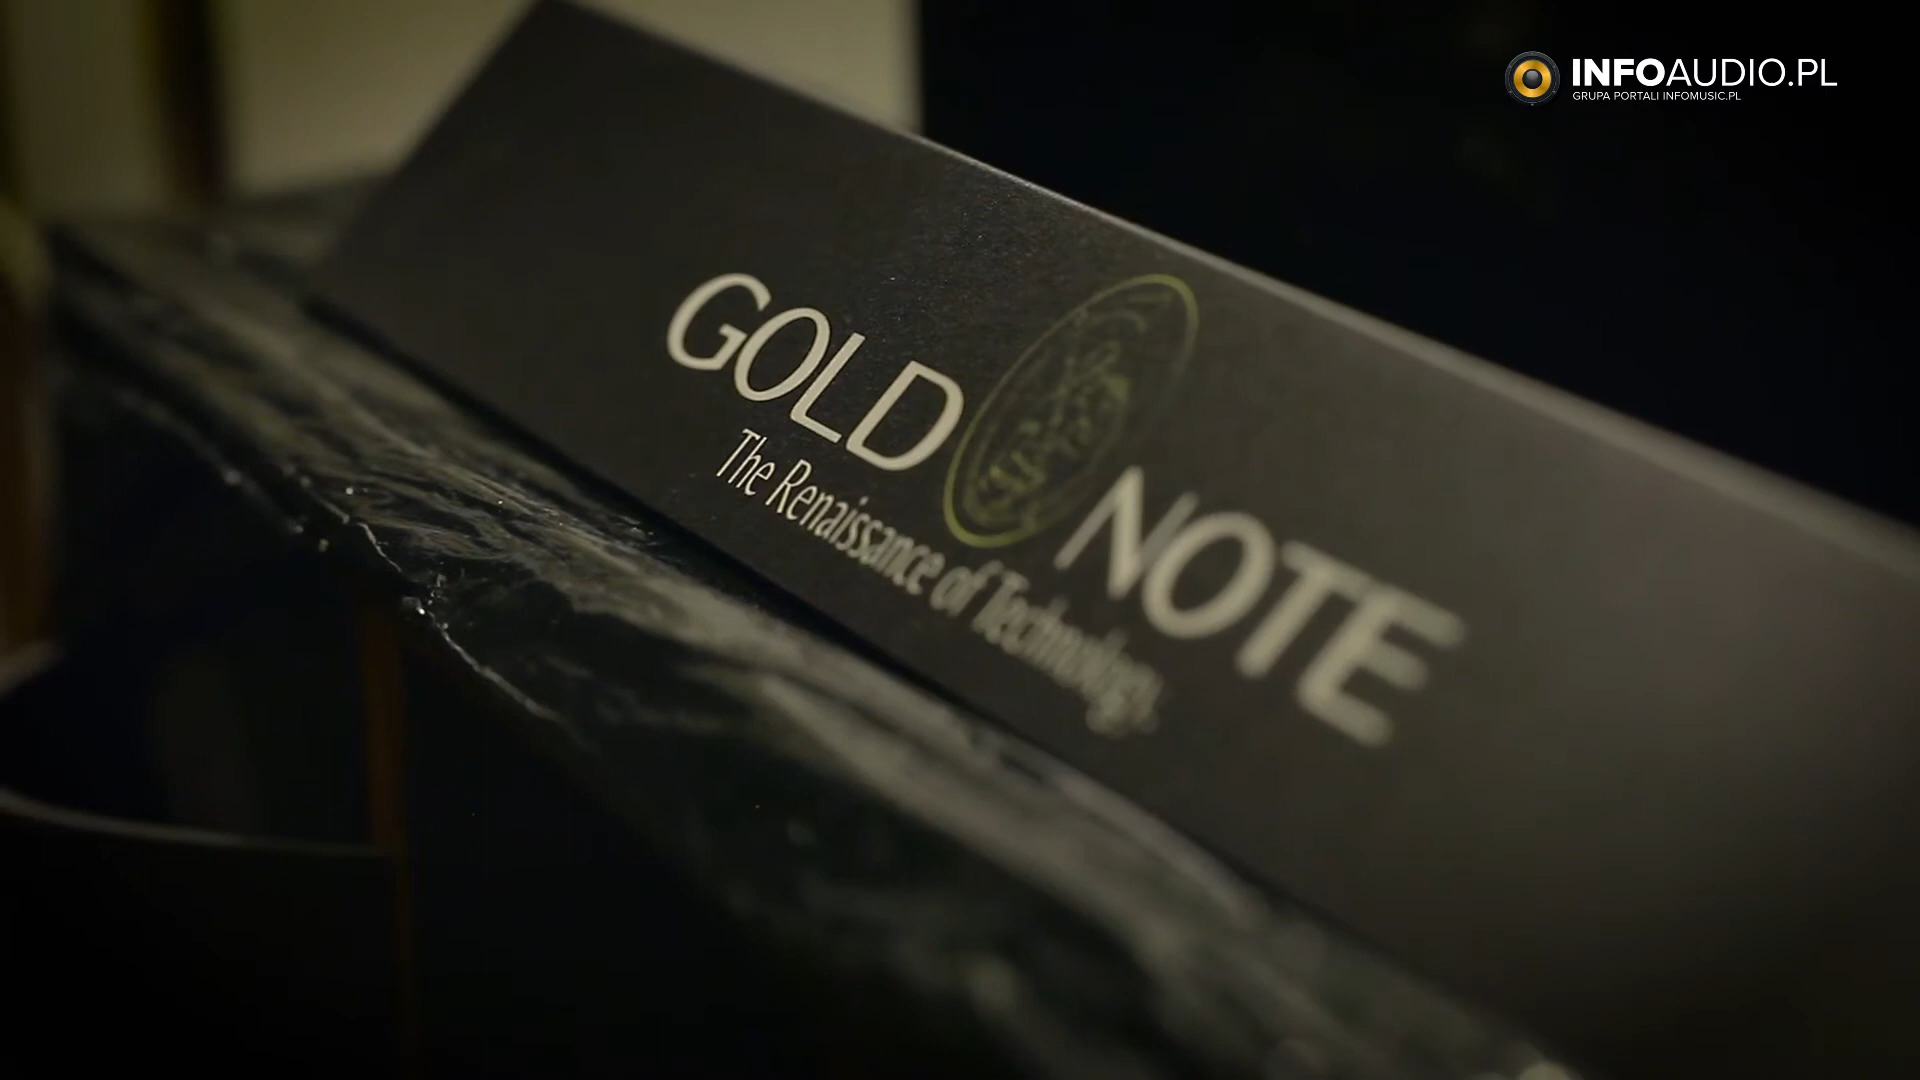 INFOAUDIO.PL
GRUPA PORTALI INFOMUSIC.PL
GOLD NOTE
The Renaissance of Technology.